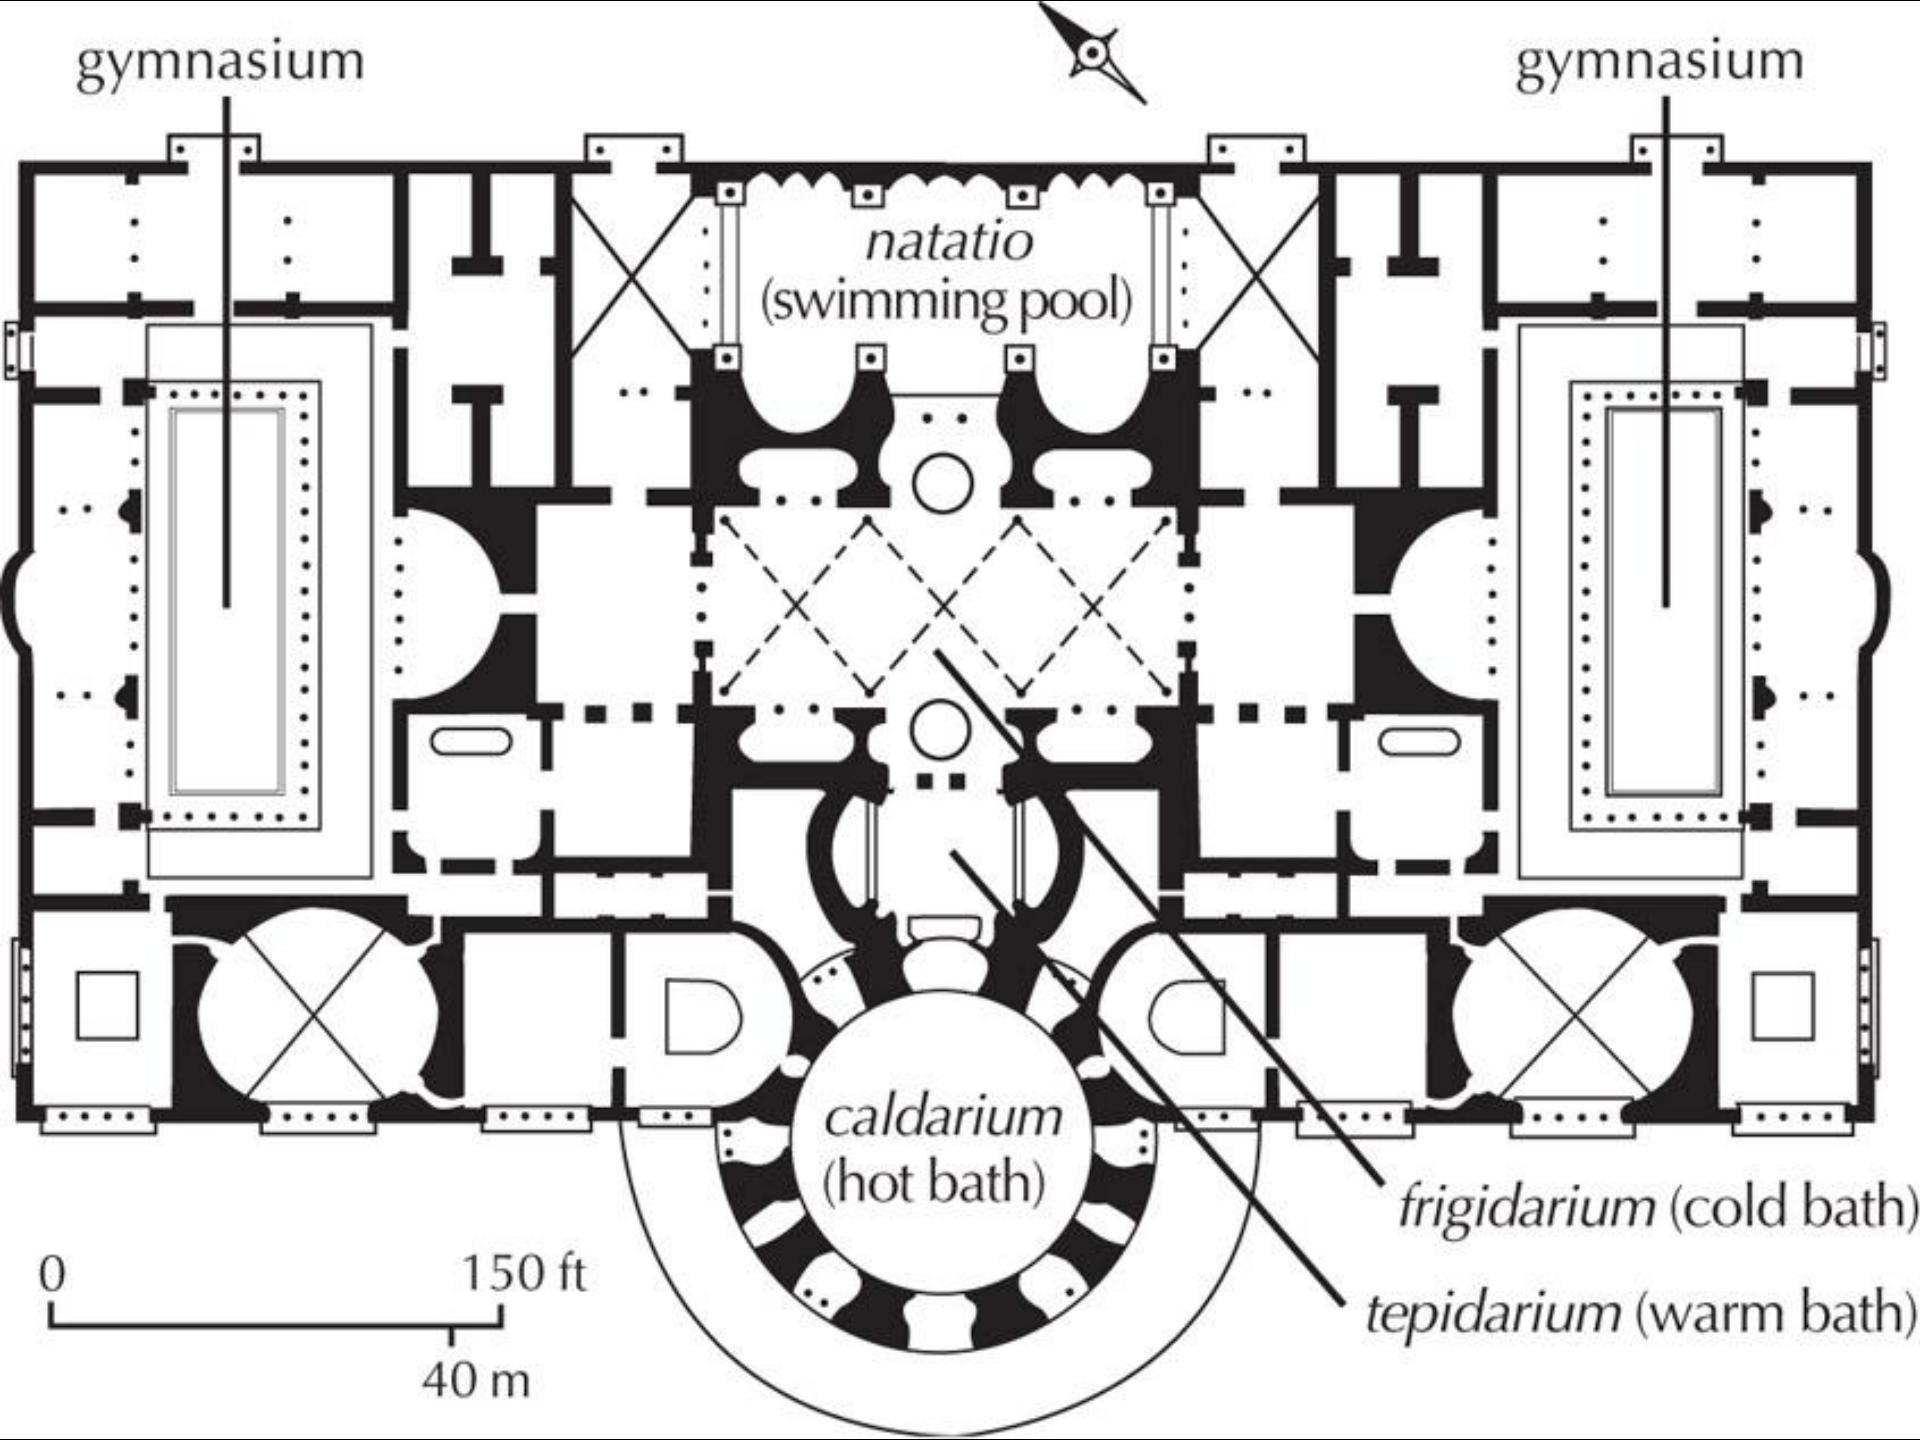 gymnasium
gymnasium
natatio
(swimming pool)
caldarium
(hot bath)
frigidarium (cold bath)
tepidarium (warm bath)
0 150 ft
40 m